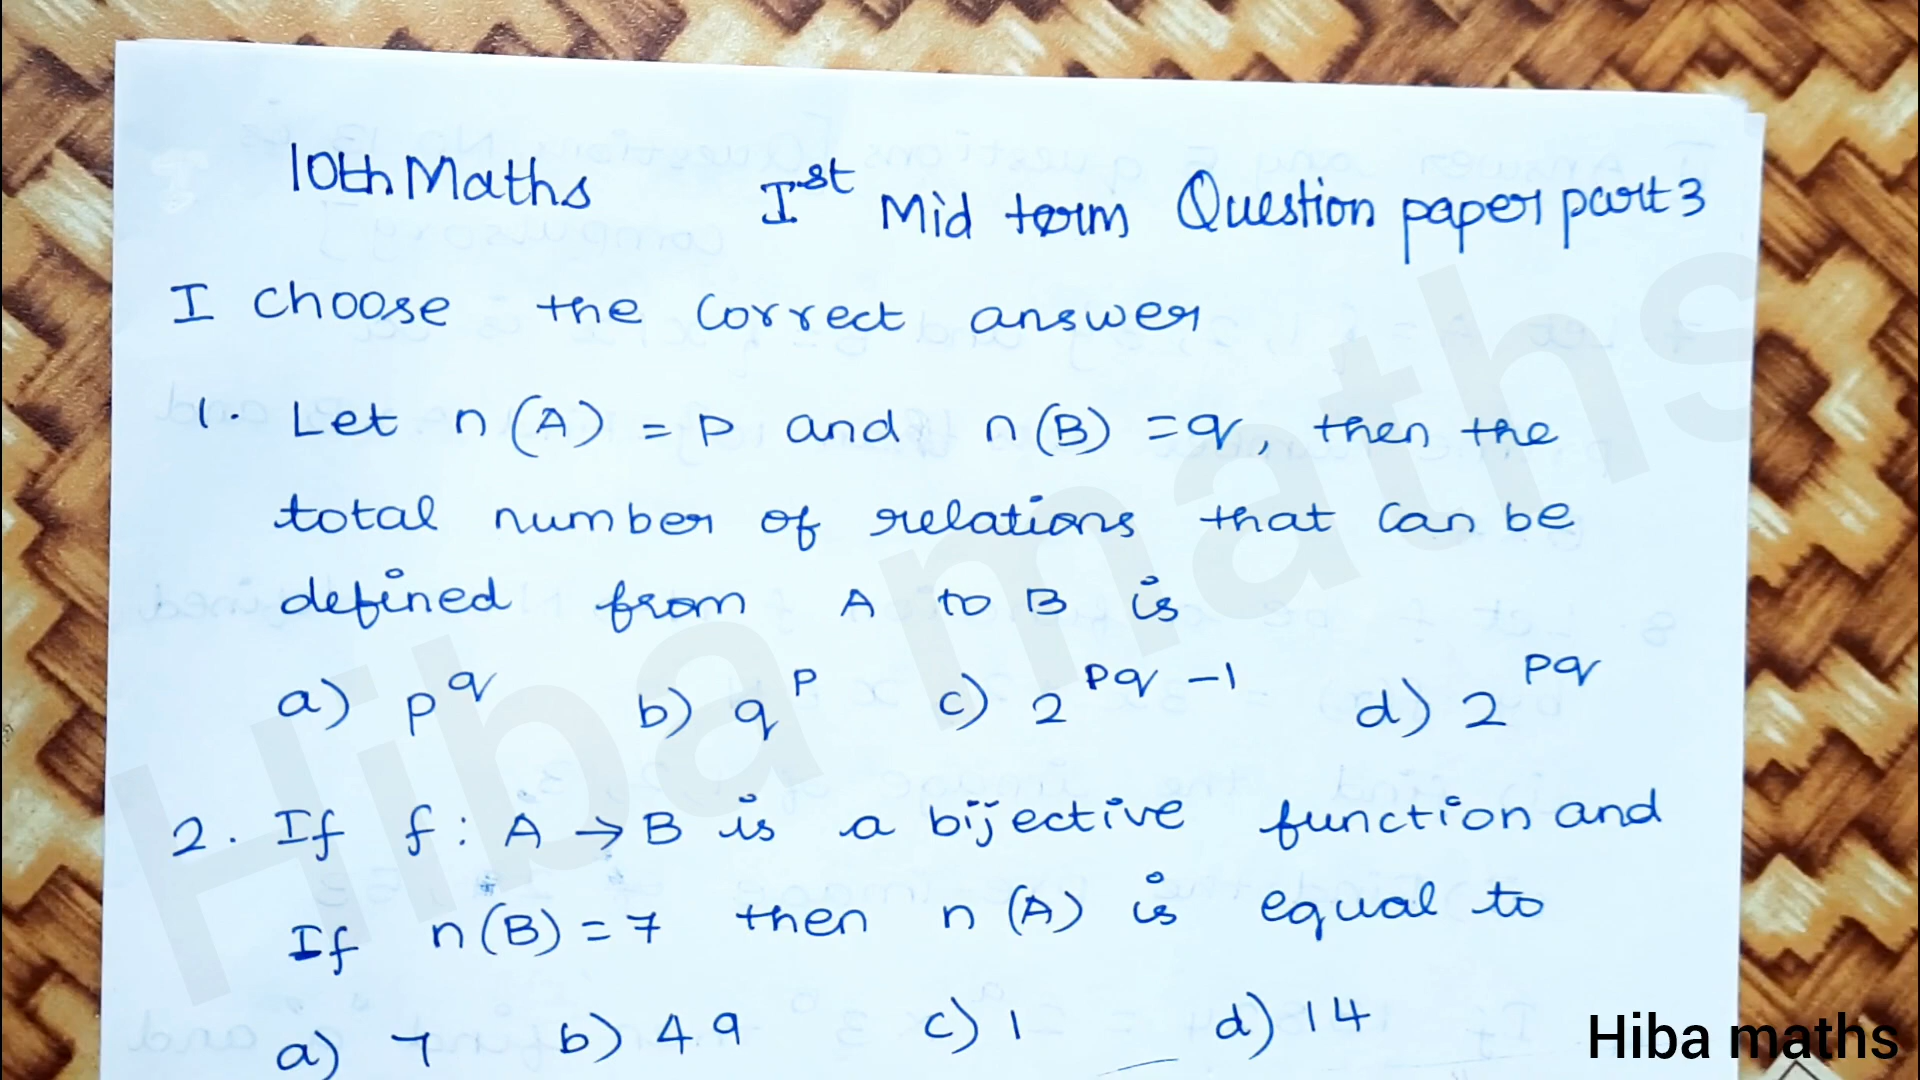 10th Maths Ist Mid term Question paper part 3
I choose the correct answer
1. Let n(A) = P and n(B) = q, then the
total number of relations that can be
defined from A to B is
a) p^q b) q^p c) 2^pq -1 d) 2^pq
2. If f : A → B is a bijective function and
If n(B) = 7 then n(A) is equal to
a) 7 b) 49 c) 1 d) 14
Hiba maths
Hiba maths